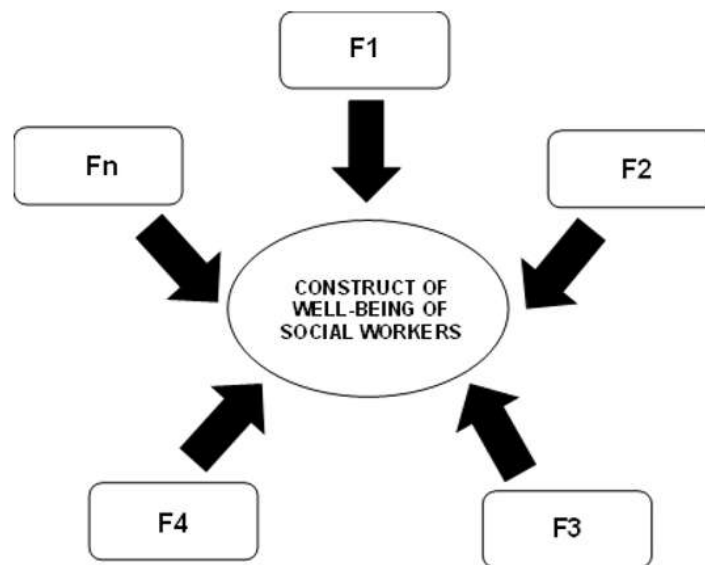 F1
Fn
F2
CONSTRUCT OF
WELL-BEING OF
SOCIAL WORKERS
F4
F3